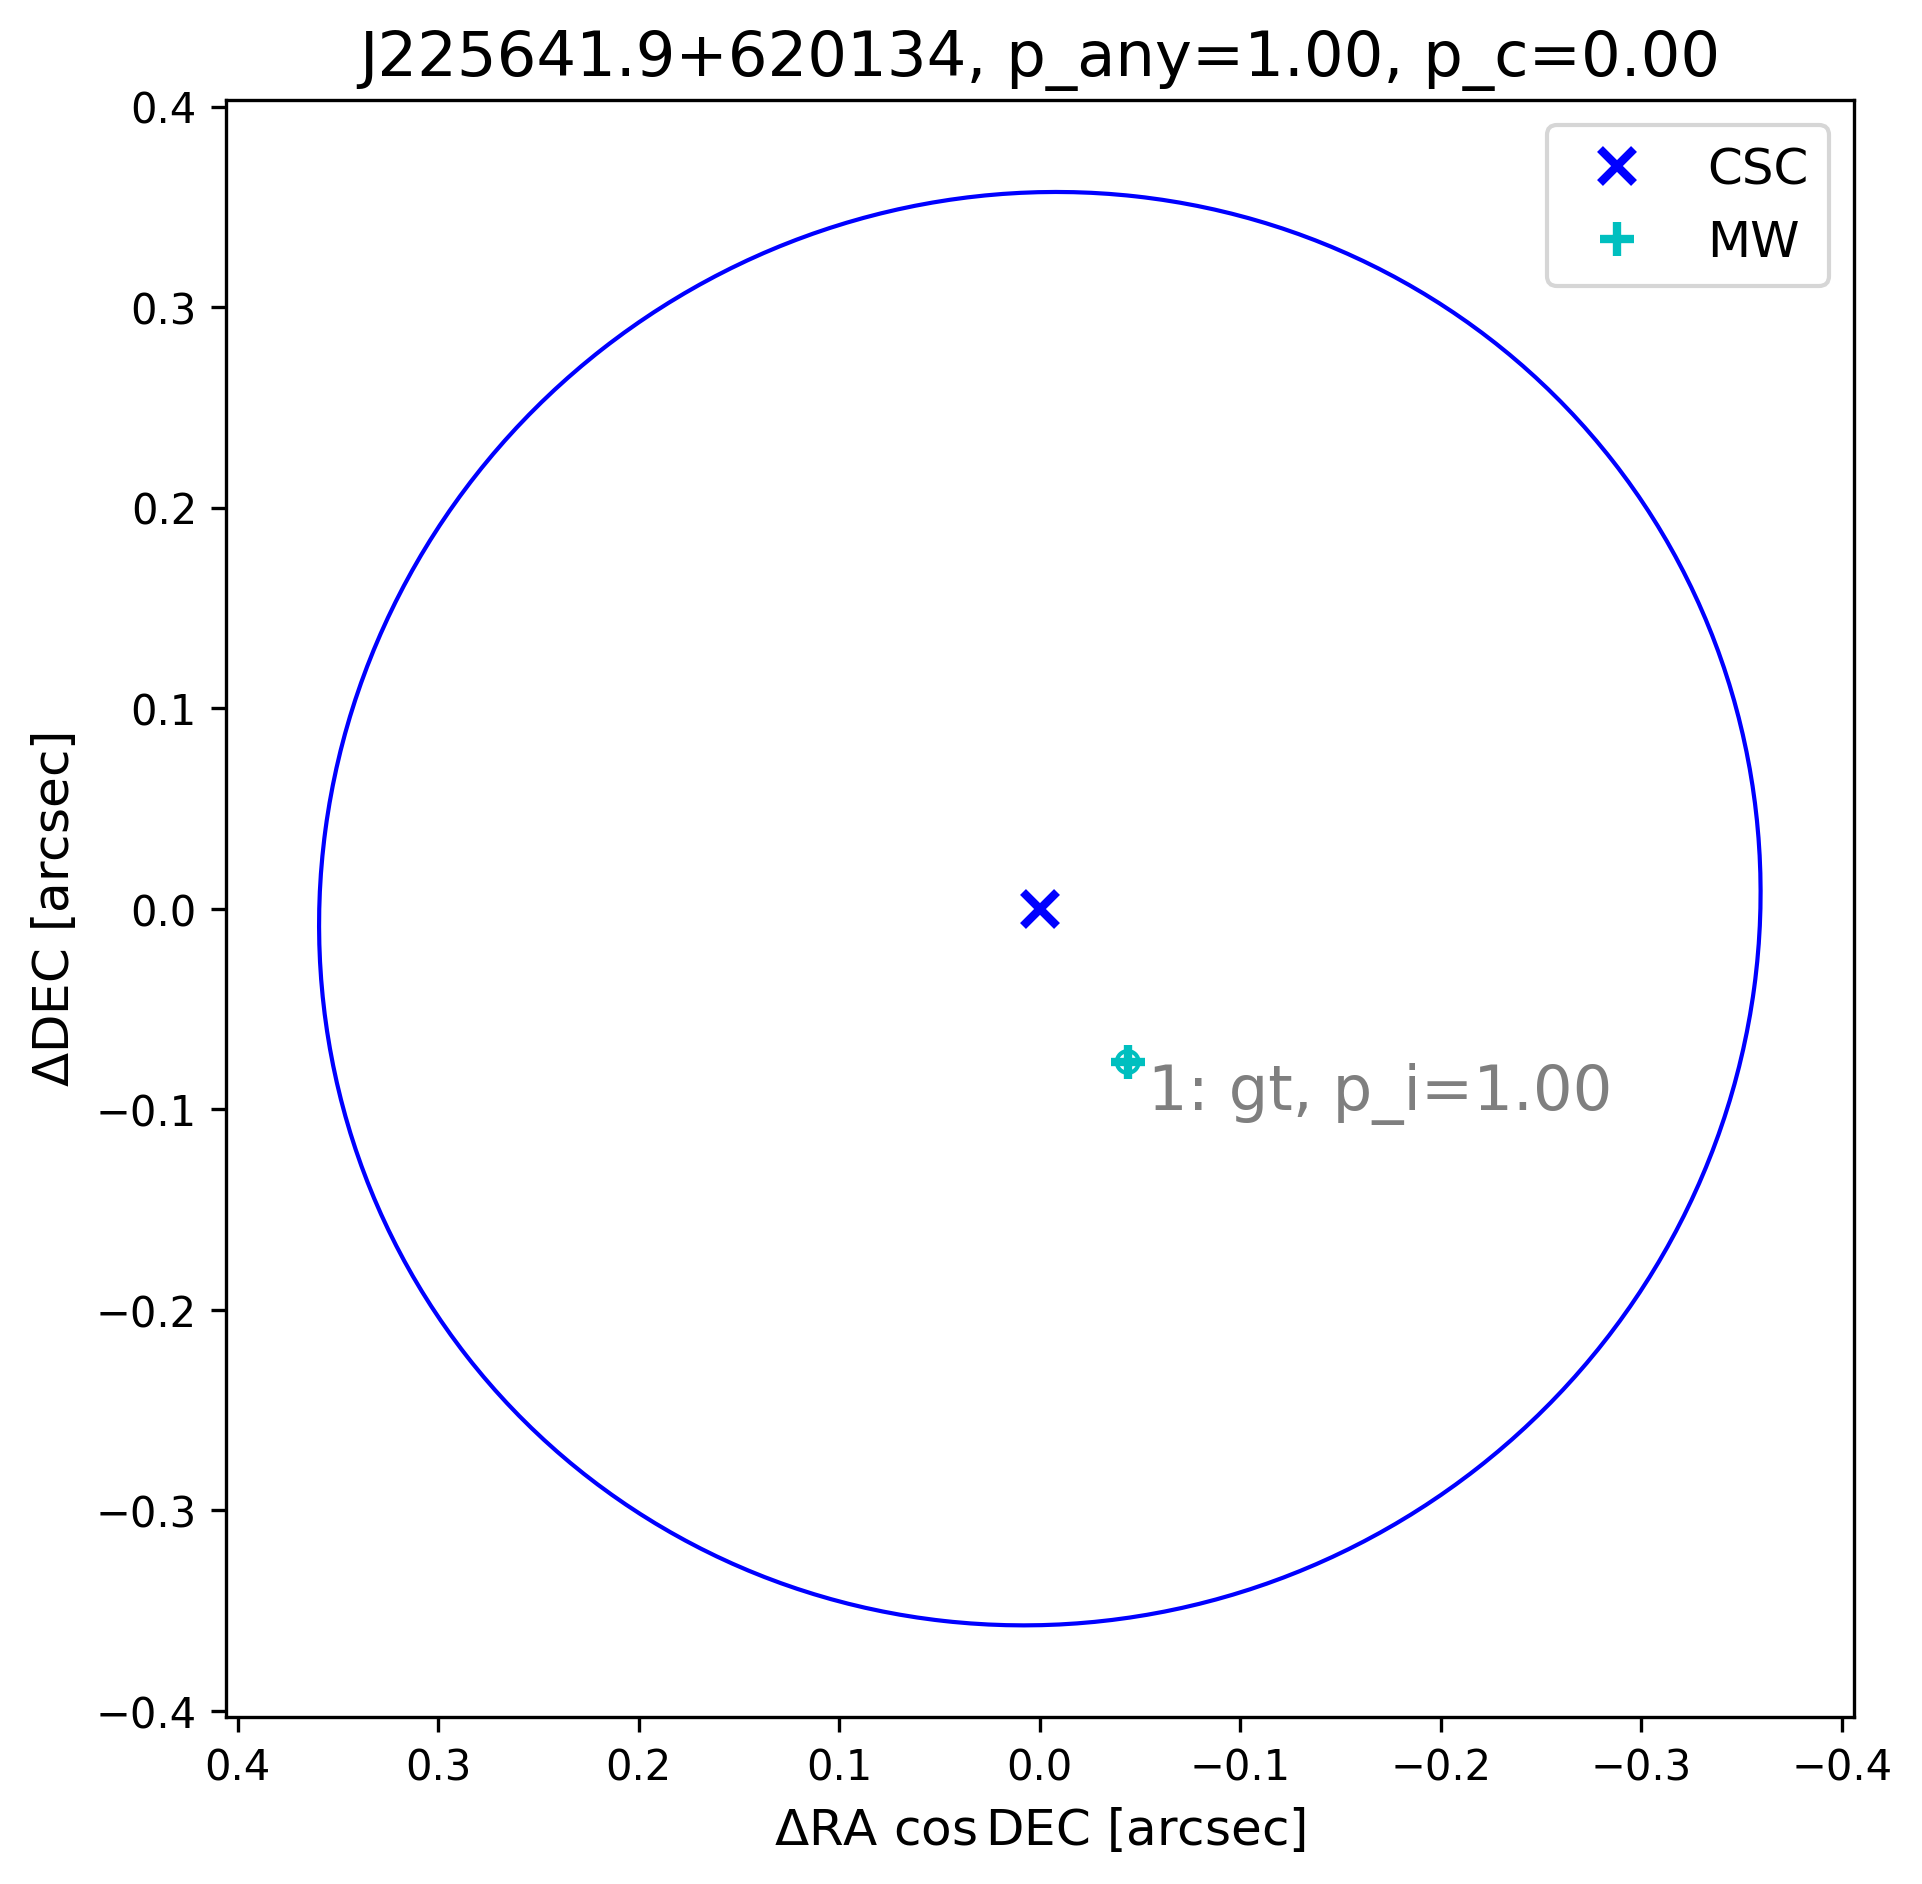 J225641.9+620134, p_any=1.00, p_c=0.00
CSC
MW
0.4
0.3
0.2
0.1
0.0
−0.1
−0.2
−0.3
−0.4
ΔDEC [arcsec]
1: gt, p_i=1.00
0.4 0.3 0.2 0.1 0.0 −0.1 −0.2 −0.3 −0.4
ΔRA cos DEC [arcsec]